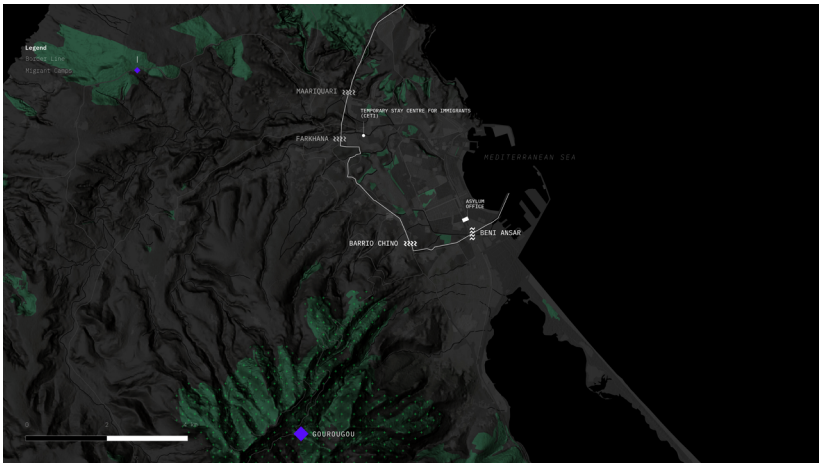 Legend
Border Line
Migrant Camps
MAARIQUARI
TEMPORARY STAY CENTRE FOR IMMIGRANTS
(CETI)
FARKHANA
MEDITERRANEAN SEA
ASYLUM
OFFICE
BENI ANSAR
BARRIO CHINO
GOUROUGOU